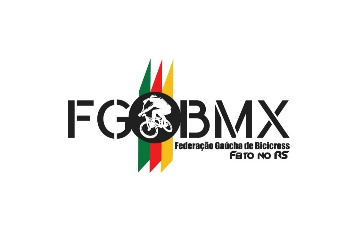 FGBMX
Federação Gaúcha de Bicicross
Feito no RS